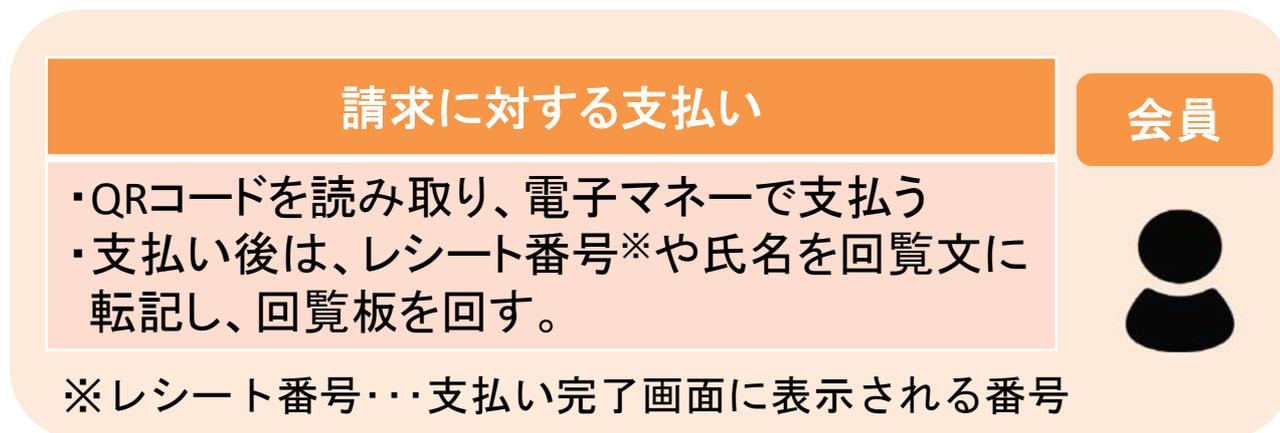 請求に対する支払い
会員
・QRコードを読み取り、電子マネーで支払う
・支払い後は、レシート番号※や氏名を回覧文に
転記し、回覧板を回す。
※レシート番号･･･支払い完了画面に表示される番号